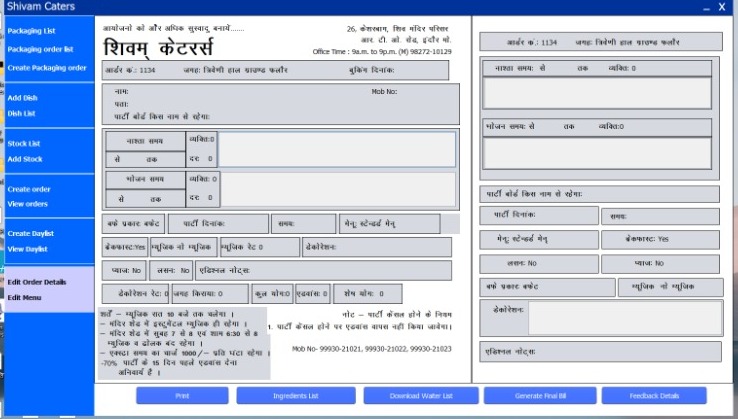 Shivam Caters
_ X
Packaging List
Packaging order list
Create Packaging order
Add Dish
Dish List
Stock List
Add Stock
Create order
View orders
Create Daylist
View Daylist
Edit Order Details
Edit Menu
आयोजनो को और अधिक सुस्वादु बनायें.......
शिवम् केटरर्स
26, केशरबाग, शिव मंदिर परिसर
आर. टी. ओ. रोड, इंदौर मो.
Office Time : 9a.m. to 9p.m. (M) 98272-10129
आर्डर क्रं.: 1134 जगह: त्रिवेणी हाल ग्राउण्ड फलौर बुकिंग दिनांक:
नाम: Mob No:
पता:
पार्टी बोर्ड किस नाम से रहेगा:
नाश्ता समय व्यक्ति:0
से तक दर: 0
भोजन समय व्यक्ति: 0
से तक दर: 0
बफे प्रकार: बफेट पार्टी दिनांक: समय: मेनू: स्टेन्डर्ड मेनू
ब्रेकफास्ट:Yes म्यूजिक नो म्यूजिक म्यूजिक रेट 0 डेकोरेशन:
प्याज: No लसन: No एडिश्नल नोट्स:
डेकोरेशन रेट: 0 जगह किराया: 0 कुल योग:0 एडवांस: 0 शेष योग: 0
शर्तें – म्यूजिक रात 10 बजे तक चलेगा ।
– मंदिर शेड में इंस्ट्रूमेंटल म्यूजिक ही रहेगा ।
– मंदिर शेड में सुबह 7 से 8 एवं शाम 6:30 से 8
म्यूजिक व ढोलक बंद रहेगा ।
– एक्स्ट्रा समय का चार्ज 1000/– प्रति घंटा रहेगा ।
-70% पार्टी के 15 दिन पहले एडवांस देना
अनिवार्य है ।
नोट – पार्टी कैंसल होने के नियम
1. पार्टी कैंसल होने पर एडवांस वापस नहीं किया जायेगा।
Mob No- 99930-21021, 99930-21022, 99930-21023
आर्डर क्रं.: 1134 जगह: त्रिवेणी हाल ग्राउण्ड फलौर
नाश्ता समय: से तक व्यक्ति: 0
भोजन समय: से तक व्यक्ति:0
पार्टी बोर्ड किस नाम से रहेगा:
पार्टी दिनांक: समय:
मेनू: स्टेन्डर्ड मेनू ब्रेकफास्ट: Yes
लसन: No प्याज: No
बफे प्रकार: बफेट म्यूजिक नो म्यूजिक
डेकोरेशन:
एडिश्नल नोट्स:
Print
Ingredients List
Download Waiter List
Generate Final Bill
Feedback Details